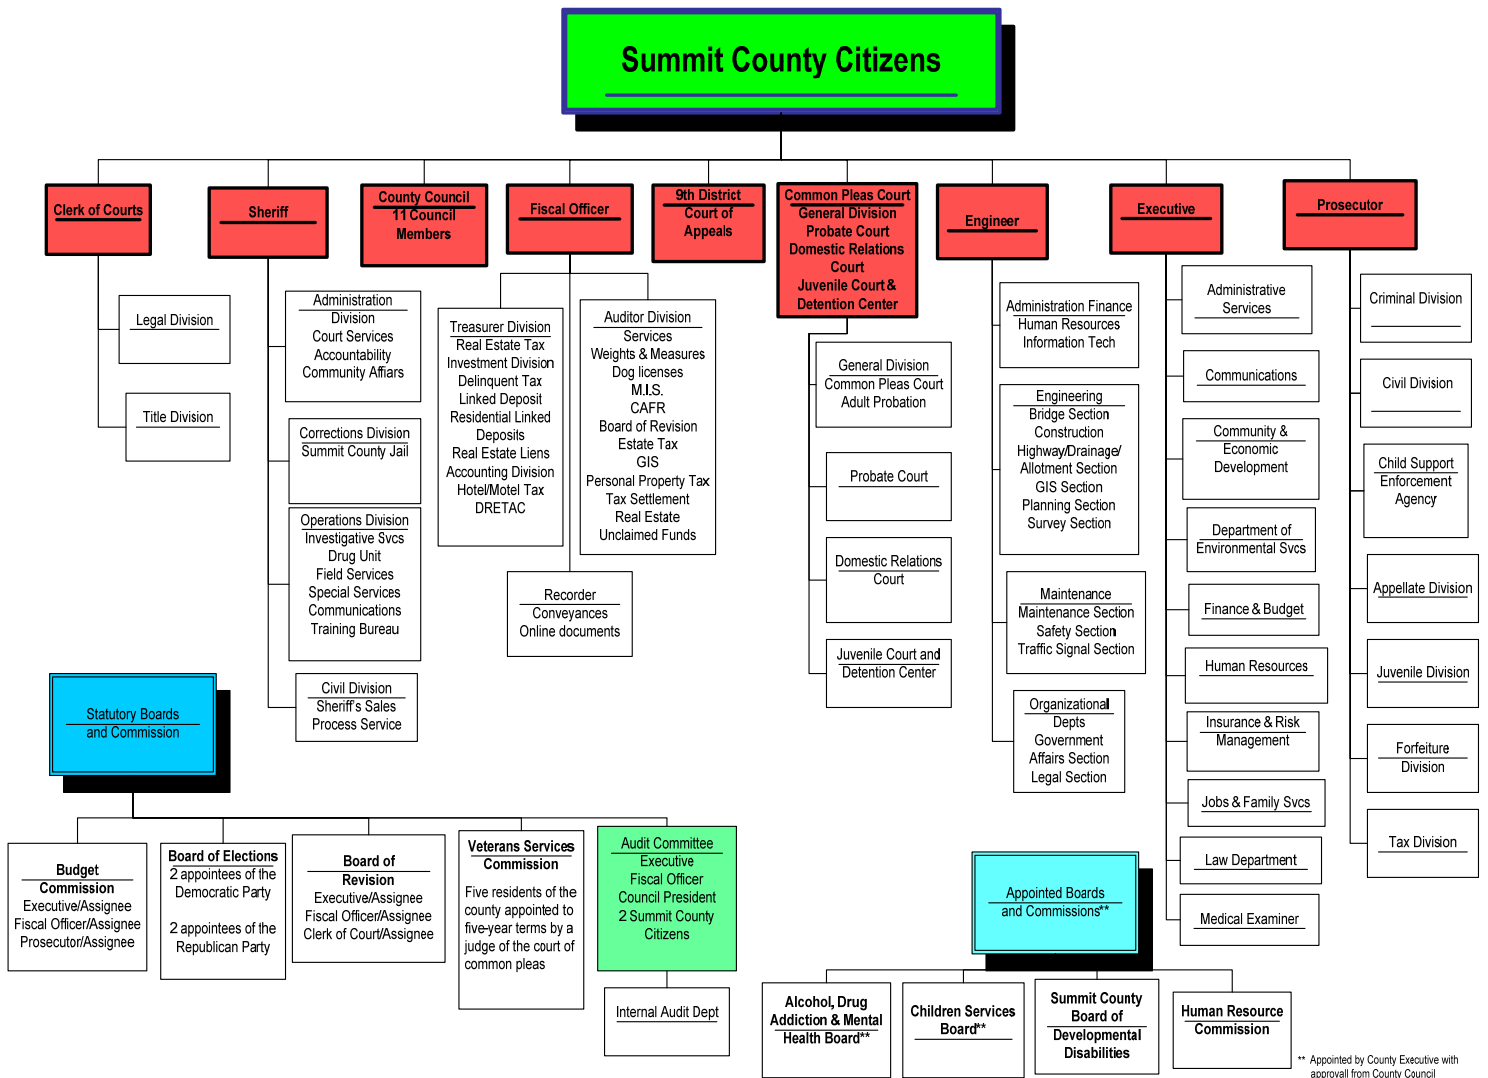 Summit County Citizens
Clerk of Courts
Legal Division
Title Division
Sheriff
Administration
Division
Court Services
Accountability
Community Affiars
Corrections Division
Summit County Jail
Operations Division
Investigative Svcs
Drug Unit
Field Services
Special Services
Communications
Training Bureau
Civil Division
Sheriff's Sales
Process Service
County Council
11 Council
Members
Fiscal Officer
Treasurer Division
Real Estate Tax
Investment Division
Delinquent Tax
Linked Deposit
Residential Linked
Deposits
Real Estate Liens
Accounting Division
Hotel/Motel Tax
DRETAC
Auditor Division
Services
Weights & Measures
Dog licenses
M.I.S.
CAFR
Board of Revision
Estate Tax
GIS
Personal Property Tax
Tax Settlement
Real Estate
Unclaimed Funds
Recorder
Conveyances
Online documents
9th District
Court of
Appeals
Common Pleas Court
General Division
Probate Court
Domestic Relations
Court
Juvenile Court &
Detention Center
General Division
Common Pleas Court
Adult Probation
Probate Court
Domestic Relations
Court
Juvenile Court and
Detention Center
Engineer
Administration Finance
Human Resources
Information Tech
Engineering
Bridge Section
Construction
Highway/Drainage/
Allotment Section
GIS Section
Planning Section
Survey Section
Maintenance
Maintenance Section
Safety Section
Traffic Signal Section
Organizational
Depts
Government
Affairs Section
Legal Section
Executive
Administrative
Services
Communications
Community &
Economic
Development
Department of
Environmental Svcs
Finance & Budget
Human Resources
Insurance & Risk
Management
Jobs & Family Svcs
Law Department
Medical Examiner
Prosecutor
Criminal Division
Civil Division
Child Support
Enforcement
Agency
Appellate Division
Juvenile Division
Forfeiture
Division
Tax Division
Statutory Boards
and Commission
Budget
Commission
Executive/Assignee
Fiscal Officer/Assignee
Prosecutor/Assignee
Board of Elections
2 appointees of the
Democratic Party
2 appointees of the
Republican Party
Board of
Revision
Executive/Assignee
Fiscal Officer/Assignee
Clerk of Court/Assignee
Veterans Services
Commission
Five residents of the
county appointed to
five-year terms by a
judge of the court of
common pleas
Audit Committee
Executive
Fiscal Officer
Council President
2 Summit County
Citizens
Internal Audit Dept
Appointed Boards
and Commissions**
Alcohol, Drug
Addiction & Mental
Health Board**
Children Services
Board**
Summit County
Board of
Developmental
Disabilities
Human Resource
Commission
** Appointed by County Executive with
approvall from County Council